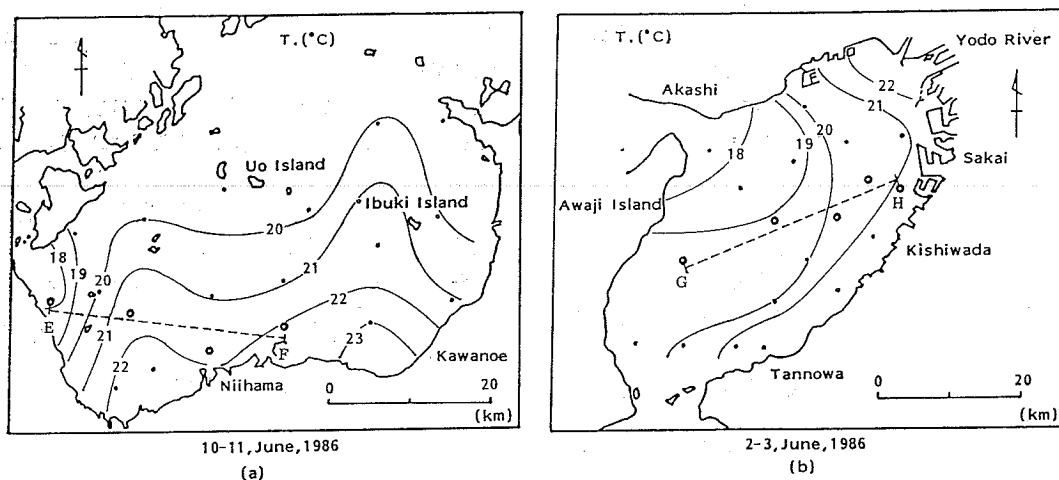 T.(°C)
Uo Island
Ibuki Island
20
18
19
20
21
21
22
22
23
E
F
Niihama
Kawanoe
0 20
(km)
10-11,June,1986
(a)
T.(°C)
Yodo River
Akashi
22
21
20
19
18
Sakai
Awaji Island
H
Kishiwada
G
Tannowa
0 20
(km)
2-3,June,1986
(b)